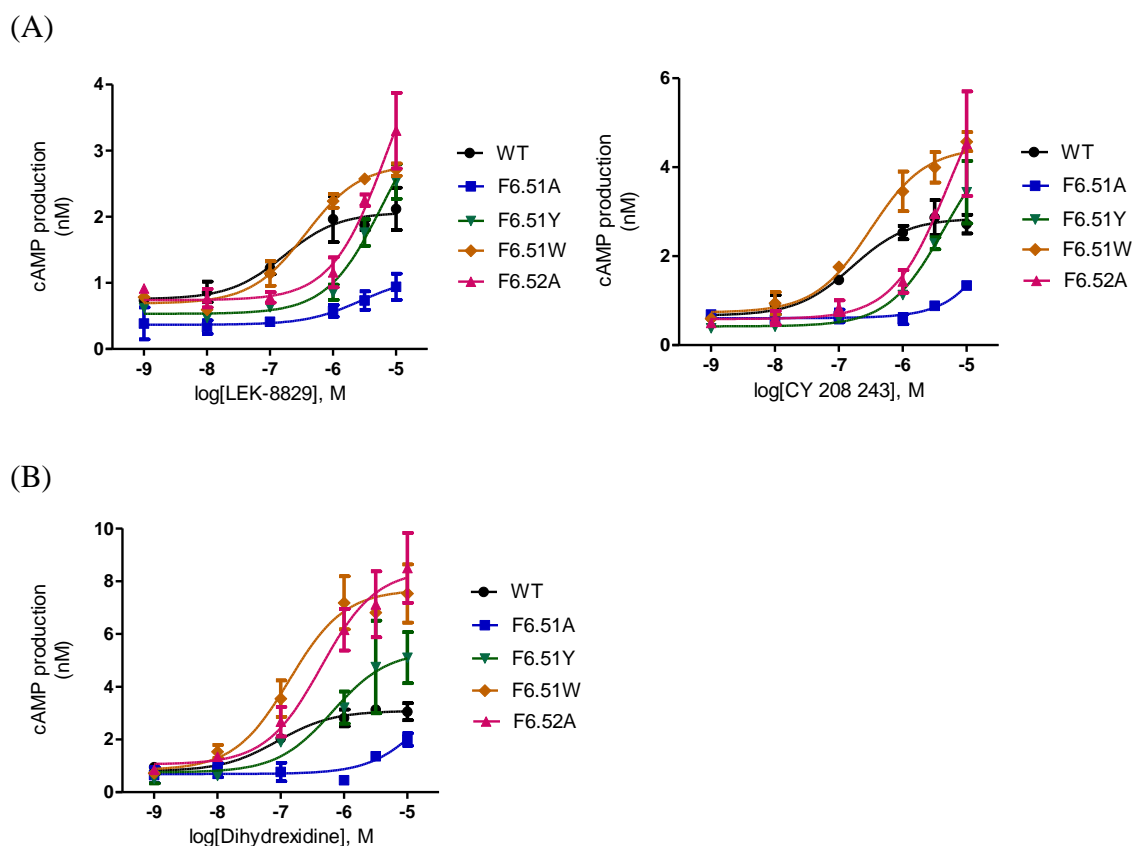 (A)
4
3
2
1
0
cAMP production
(nM)
-9 -8 -7 -6 -5
log[LEK-8829], M
WT
F6.51A
F6.51Y
F6.51W
F6.52A
6
4
2
0
cAMP production
(nM)
-9 -8 -7 -6 -5
log[CY 208 243], M
WT
F6.51A
F6.51Y
F6.51W
F6.52A
(B)
10
8
6
4
2
0
cAMP production
(nM)
-9 -8 -7 -6 -5
log[Dihydrexidine], M
WT
F6.51A
F6.51Y
F6.51W
F6.52A